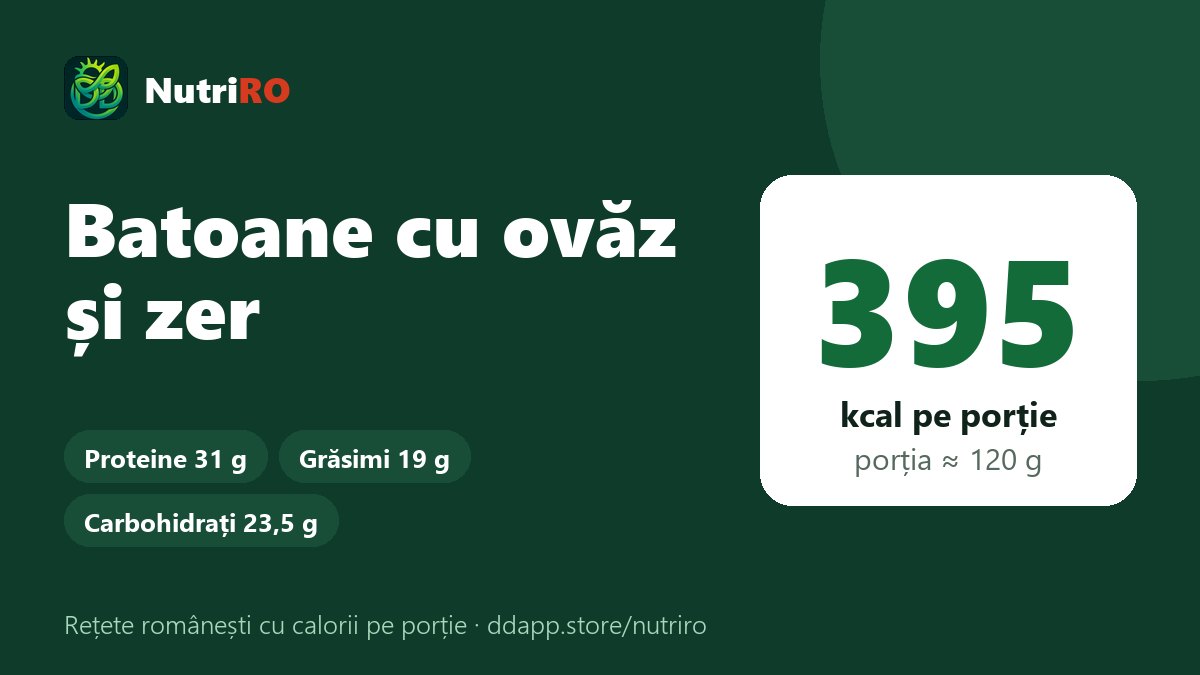 NutriRO
Batoane cu ovăz
și zer
395
kcal pe porție
porția ≈ 120 g
Proteine 31 g
Grăsimi 19 g
Carbohidrați 23,5 g
Rețete românești cu calorii pe porție · ddapp.store/nutriro